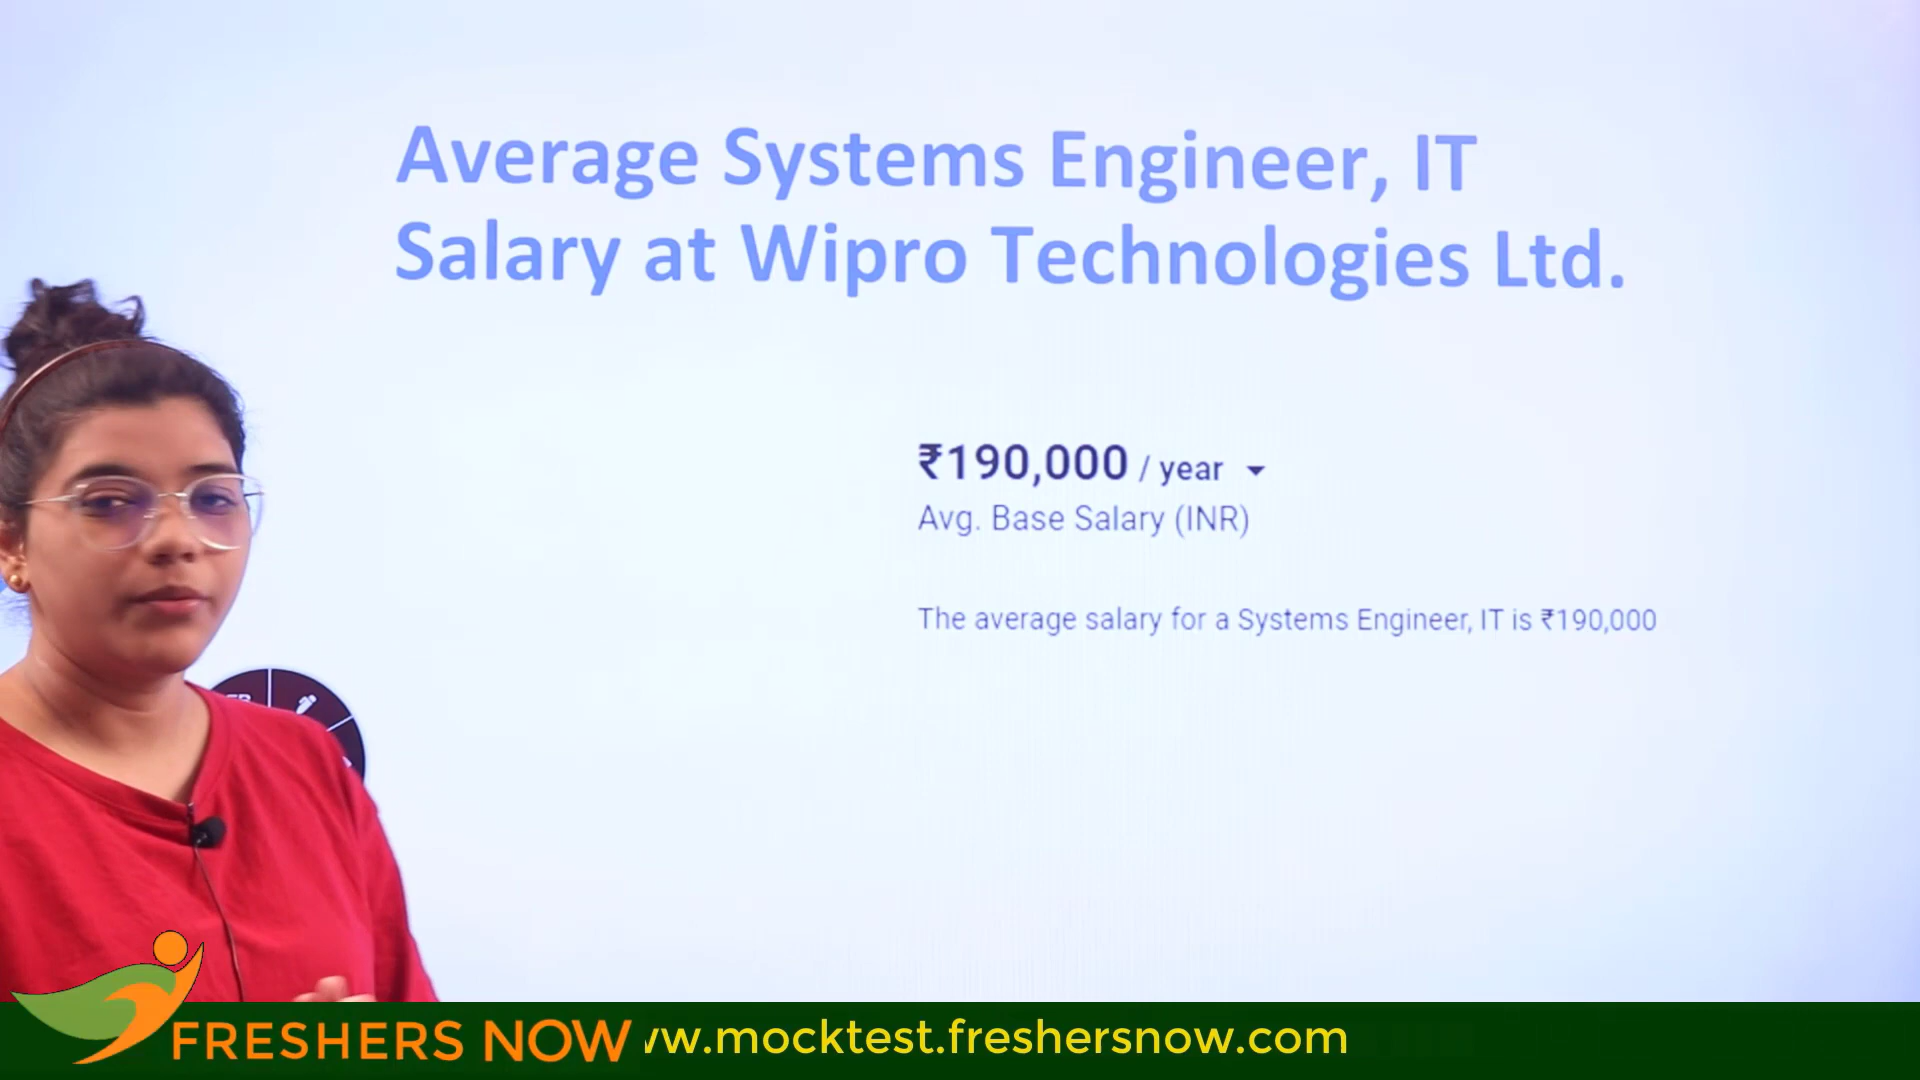 Average Systems Engineer, IT
Salary at Wipro Technologies Ltd.
₹190,000 / year
Avg. Base Salary (INR)
The average salary for a Systems Engineer, IT is ₹190,000
FRESHERS NOW
w.mocktest.freshersnow.com